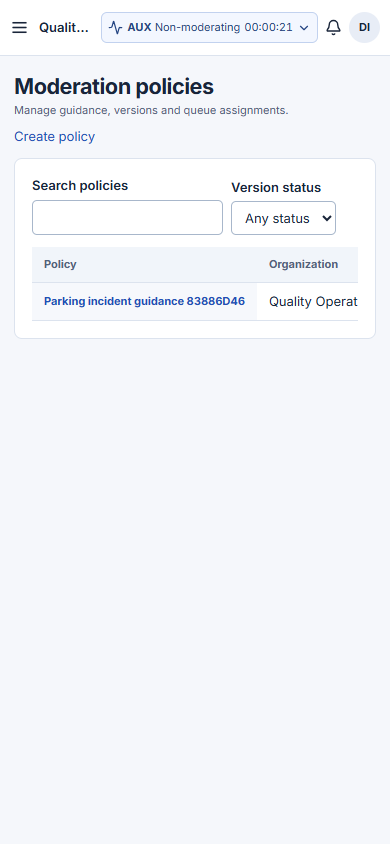 Qualit... AUX Non-moderating 00:00:21 DI
Moderation policies
Manage guidance, versions and queue assignments.
Create policy
Search policies Version status
Any status
Policy Organization
Parking incident guidance 83886D46 Quality Operat